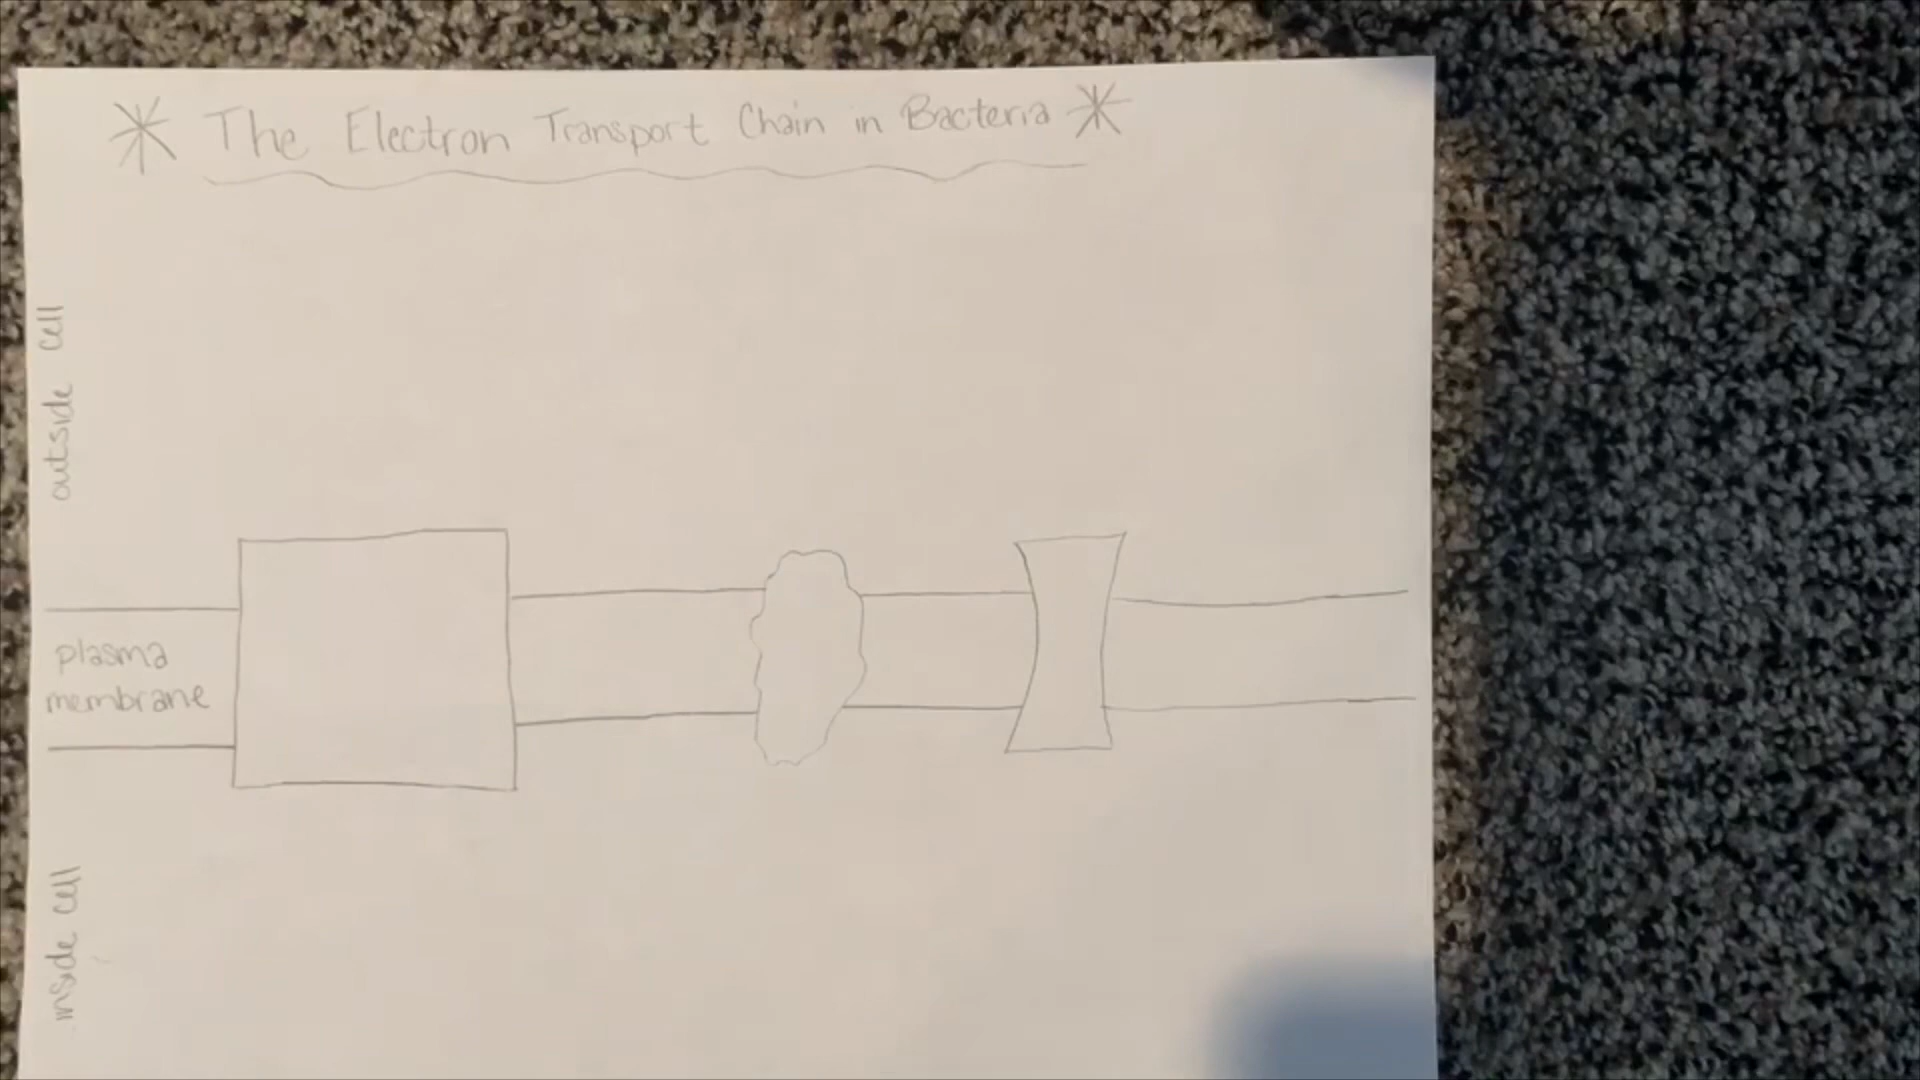 The Electron Transport Chain in Bacteria
outside cell
plasma
membrane
inside cell